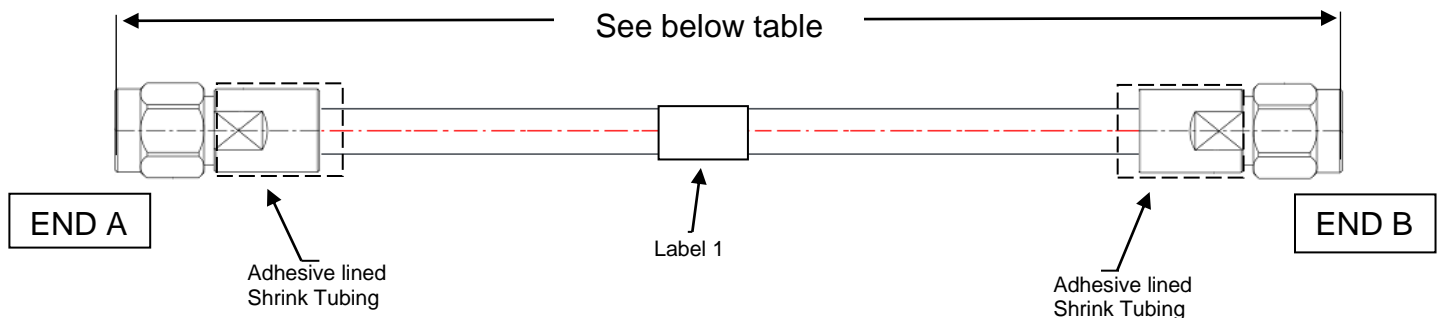 See below table
END A
END B
Label 1
Adhesive lined
Shrink Tubing
Adhesive lined
Shrink Tubing